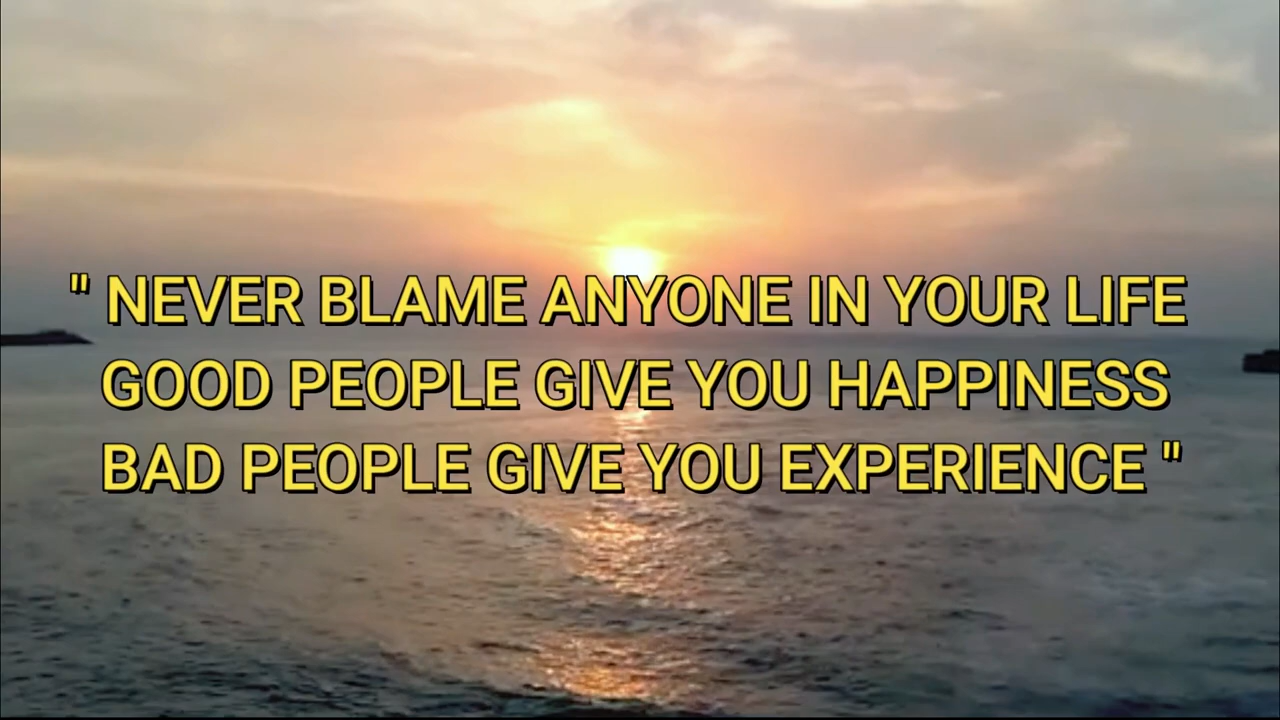 " NEVER BLAME ANYONE IN YOUR LIFE
GOOD PEOPLE GIVE YOU HAPPINESS
BAD PEOPLE GIVE YOU EXPERIENCE "